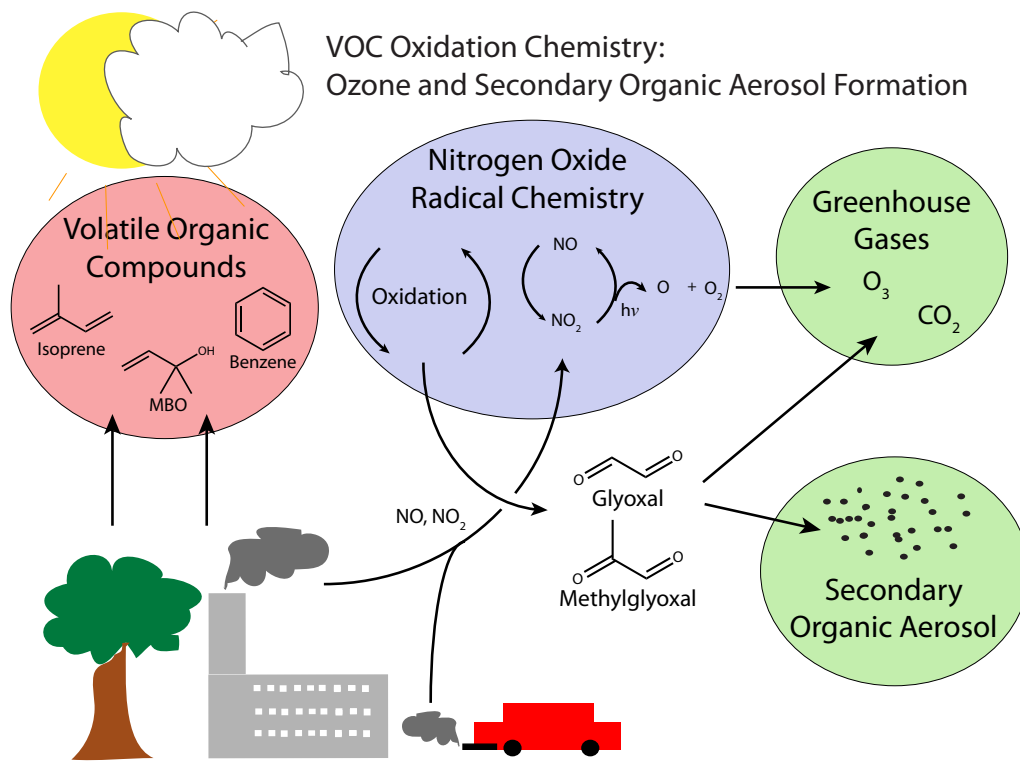 VOC Oxidation Chemistry:
Ozone and Secondary Organic Aerosol Formation
Volatile Organic
Compounds
Isoprene
OH
MBO
Benzene
Nitrogen Oxide
Radical Chemistry
Oxidation
NO
NO₂
hν
O + O₂
Greenhouse
Gases
O₃
CO₂
NO, NO₂
O
O
Glyoxal
O
O
Methylglyoxal
Secondary
Organic Aerosol